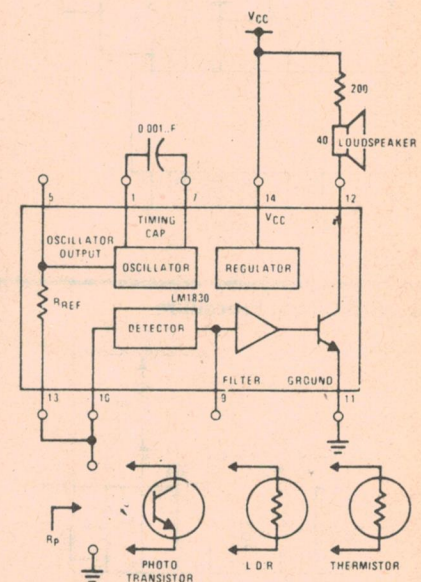 VCC
200
0.001 F
40
LOUDSPEAKER
5
1
7
14
12
TIMING
CAP
VCC
OSCILLATOR
OUTPUT
OSCILLATOR
REGULATOR
RREF
LM1830
DETECTOR
FILTER
GROUND
13
10
9
11
RP
PHOTO
TRANSISTOR
LDR
THERMISTOR